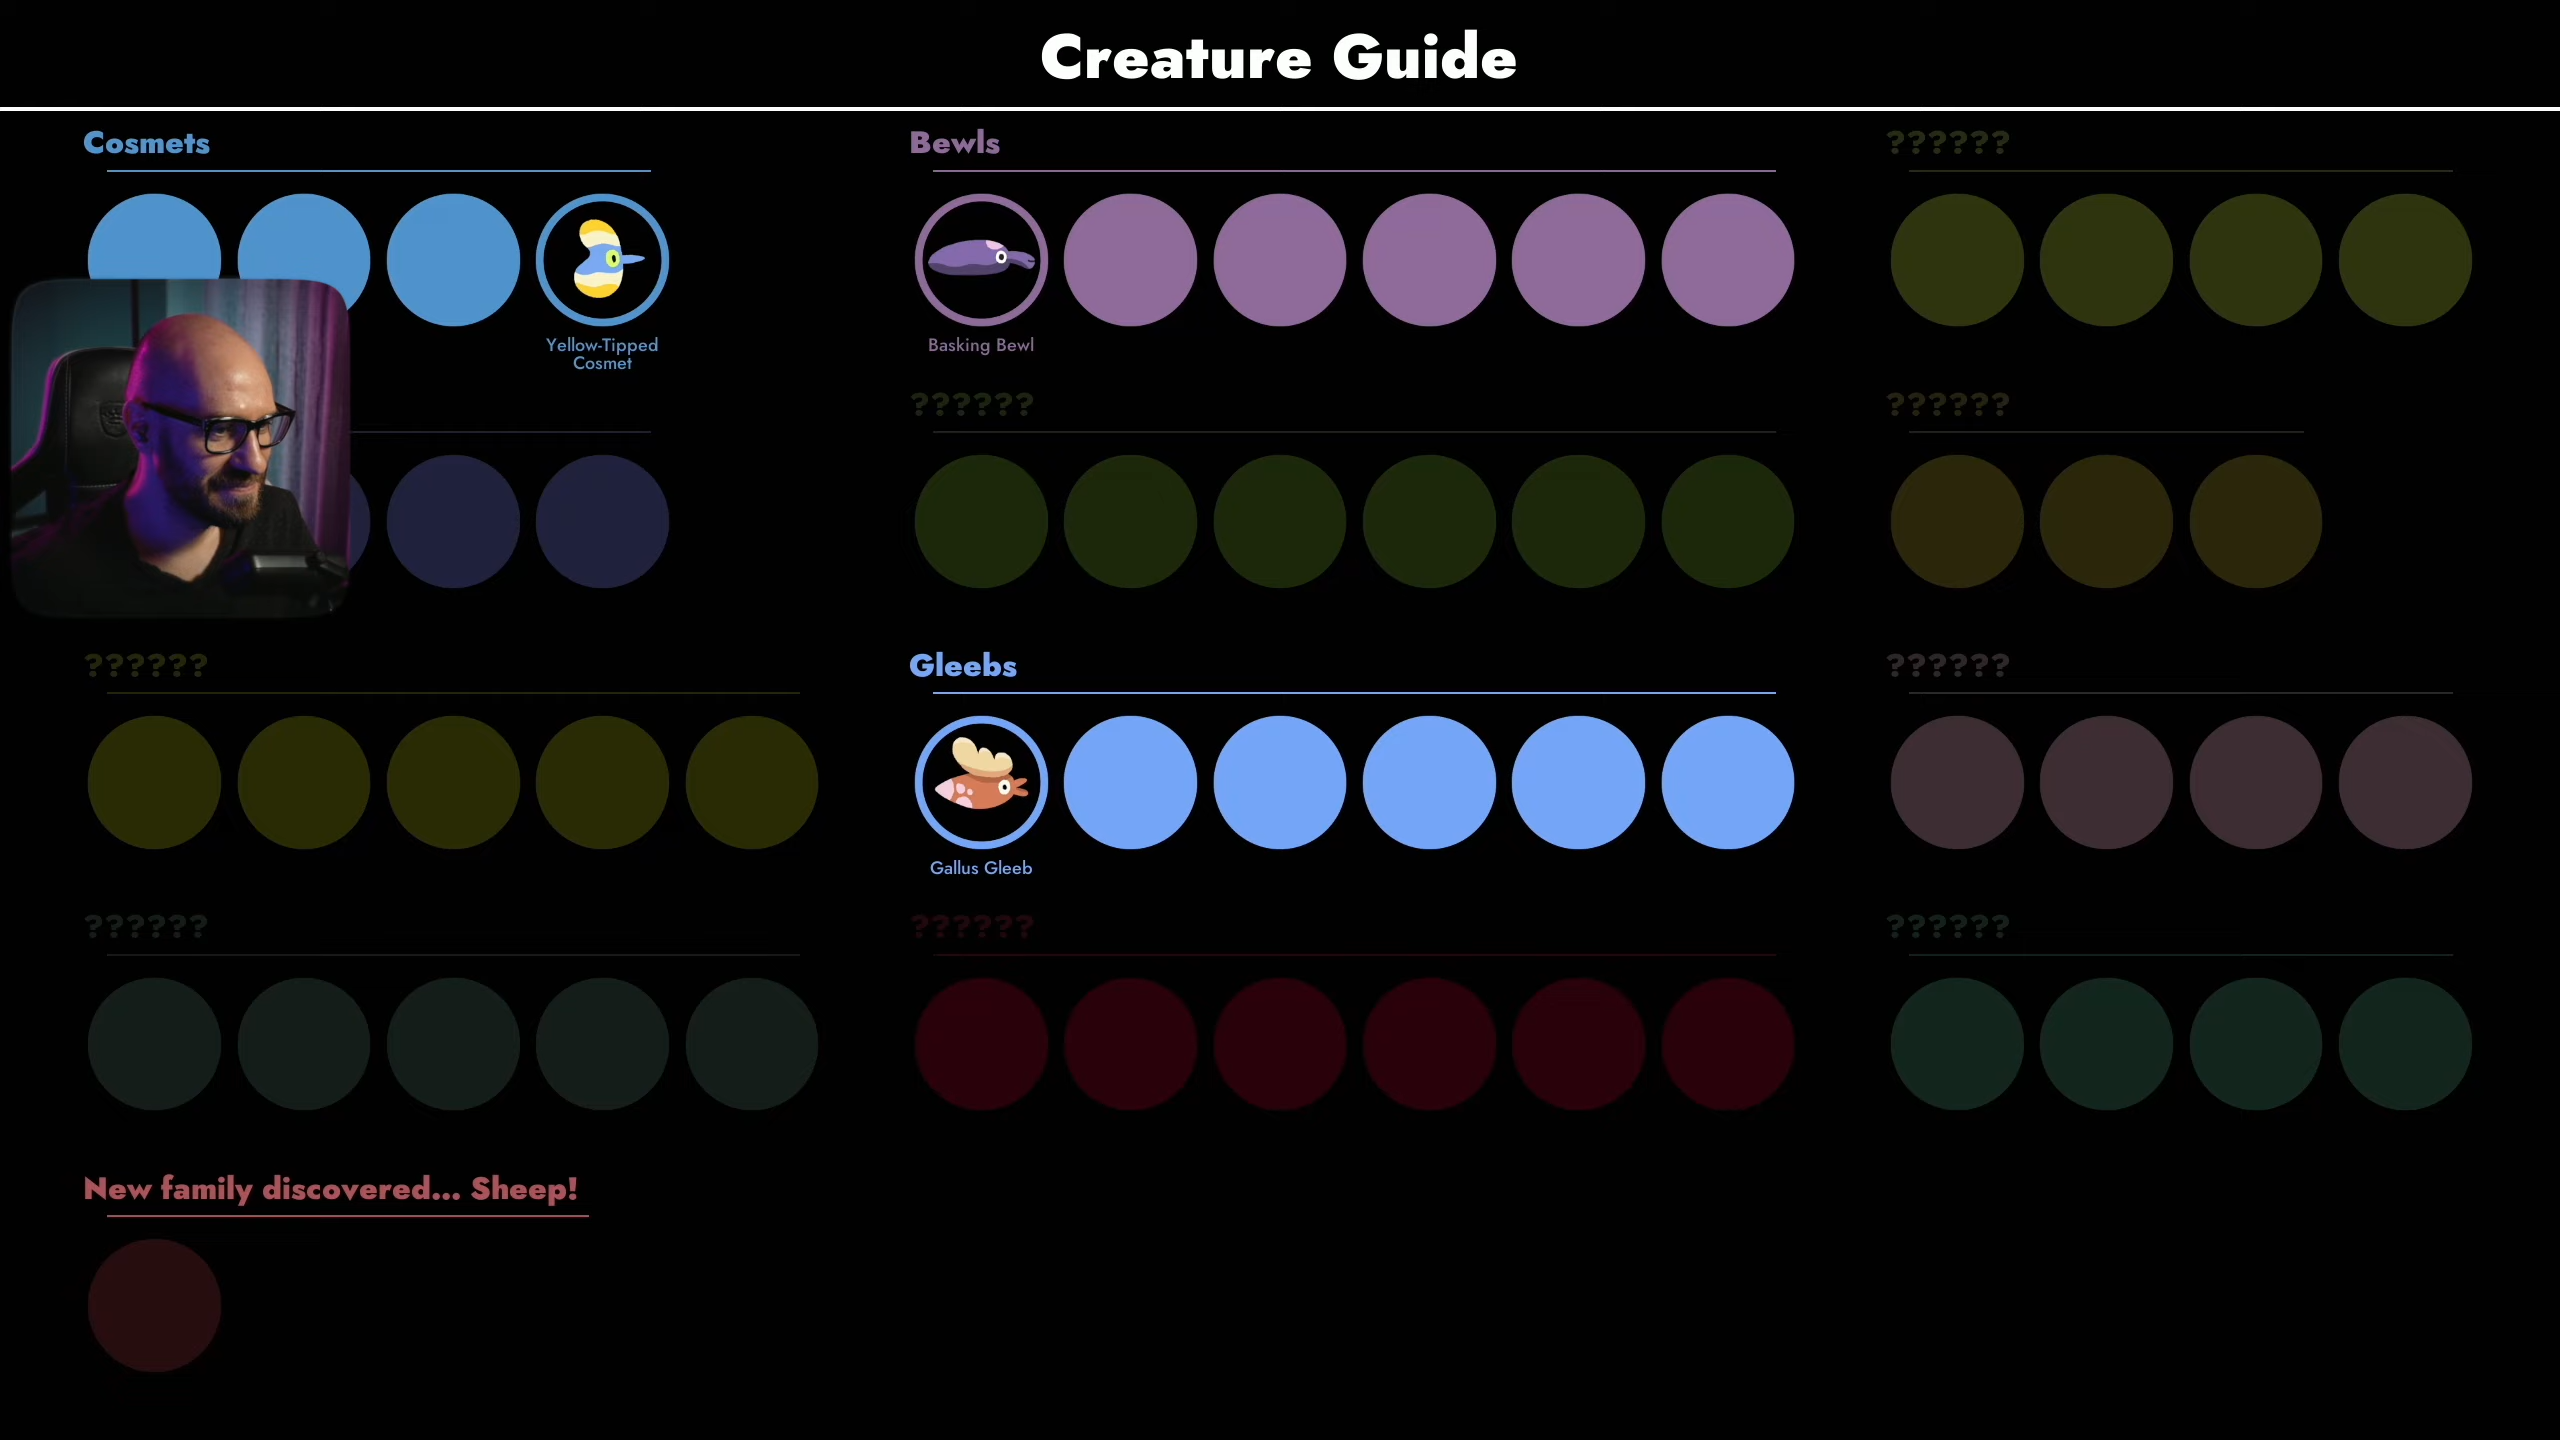 Creature Guide
Cosmets
Bewls
??????
Yellow-Tipped
Cosmet
Basking Bewl
??????
??????
??????
Gleebs
??????
Gallus Gleeb
??????
??????
??????
New family discovered... Sheep!